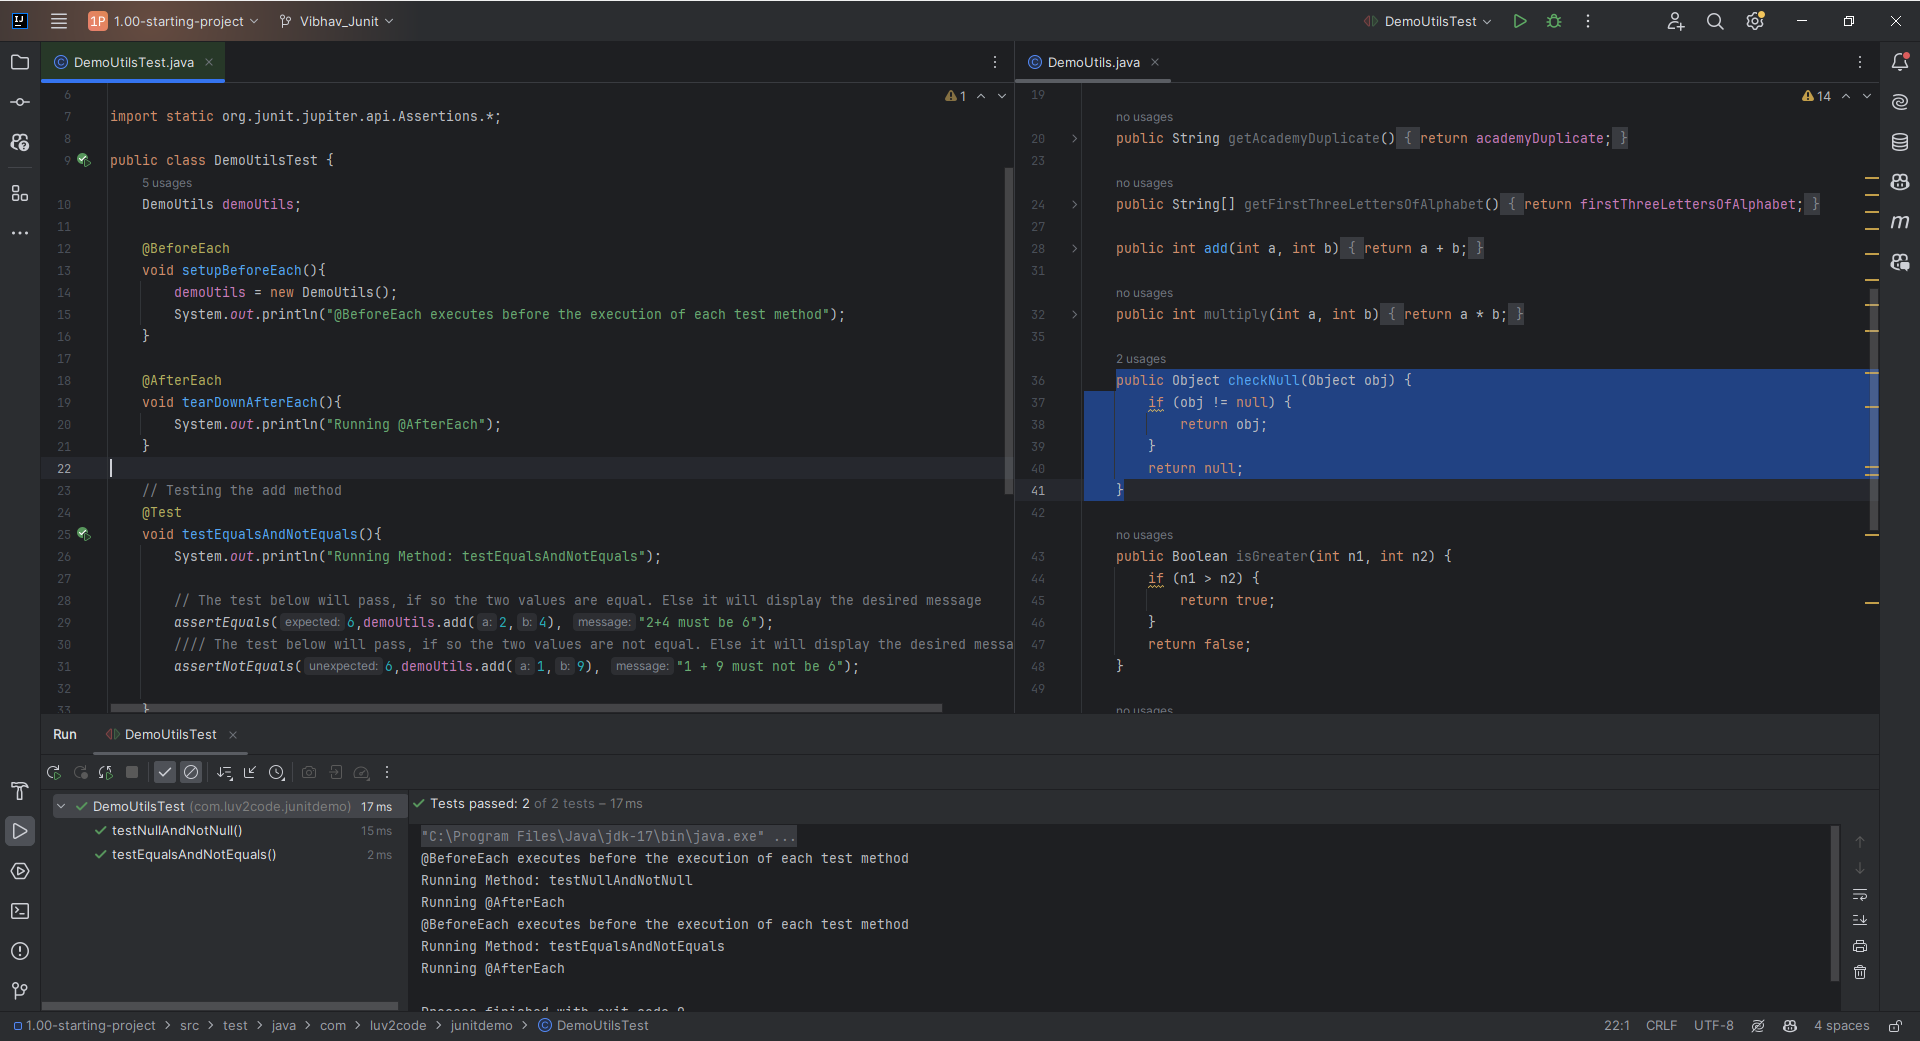 1P 1.00-starting-project Vibhav_Junit DemoUtilsTest
DemoUtilsTest.java
6
7 import static org.junit.jupiter.api.Assertions.*;
8
9 public class DemoUtilsTest {
5 usages
10 DemoUtils demoUtils;
11
12 @BeforeEach
13 void setupBeforeEach(){
14 demoUtils = new DemoUtils();
15 System.out.println("@BeforeEach executes before the execution of each test method");
16 }
17
18 @AfterEach
19 void tearDownAfterEach(){
20 System.out.println("Running @AfterEach");
21 }
22
23 // Testing the add method
24 @Test
25 void testEqualsAndNotEquals(){
26 System.out.println("Running Method: testEqualsAndNotEquals");
27
28 // The test below will pass, if so the two values are equal. Else it will display the desired message
29 assertEquals( expected: 6,demoUtils.add( a: 2, b: 4), message: "2+4 must be 6");
30 //// The test below will pass, if so the two values are not equal. Else it will display the desired messa
31 assertNotEquals( unexpected: 6,demoUtils.add( a: 1, b: 9), message: "1 + 9 must not be 6");
32
33 }
1
DemoUtils.java
14
19
no usages
20 public String getAcademyDuplicate() { return academyDuplicate; }
23
no usages
24 public String[] getFirstThreeLettersOfAlphabet() { return firstThreeLettersOfAlphabet; }
27
28 public int add(int a, int b) { return a + b; }
31
no usages
32 public int multiply(int a, int b) { return a * b; }
35
2 usages
36 public Object checkNull(Object obj) {
37 if (obj != null) {
38 return obj;
39 }
40 return null;
41 }
42
no usages
43 public Boolean isGreater(int n1, int n2) {
44 if (n1 > n2) {
45 return true;
46 }
47 return false;
48 }
49
no usages
Run DemoUtilsTest
DemoUtilsTest (com.luv2code.junitdemo) 17 ms
testNullAndNotNull() 15 ms
testEqualsAndNotEquals() 2 ms
Tests passed: 2 of 2 tests – 17 ms
"C:\Program Files\Java\jdk-17\bin\java.exe" ...
@BeforeEach executes before the execution of each test method
Running Method: testNullAndNotNull
Running @AfterEach
@BeforeEach executes before the execution of each test method
Running Method: testEqualsAndNotEquals
Running @AfterEach
Process finished with exit code 0
1.00-starting-project > src > test > java > com > luv2code > junitdemo > DemoUtilsTest
22:1 CRLF UTF-8 4 spaces